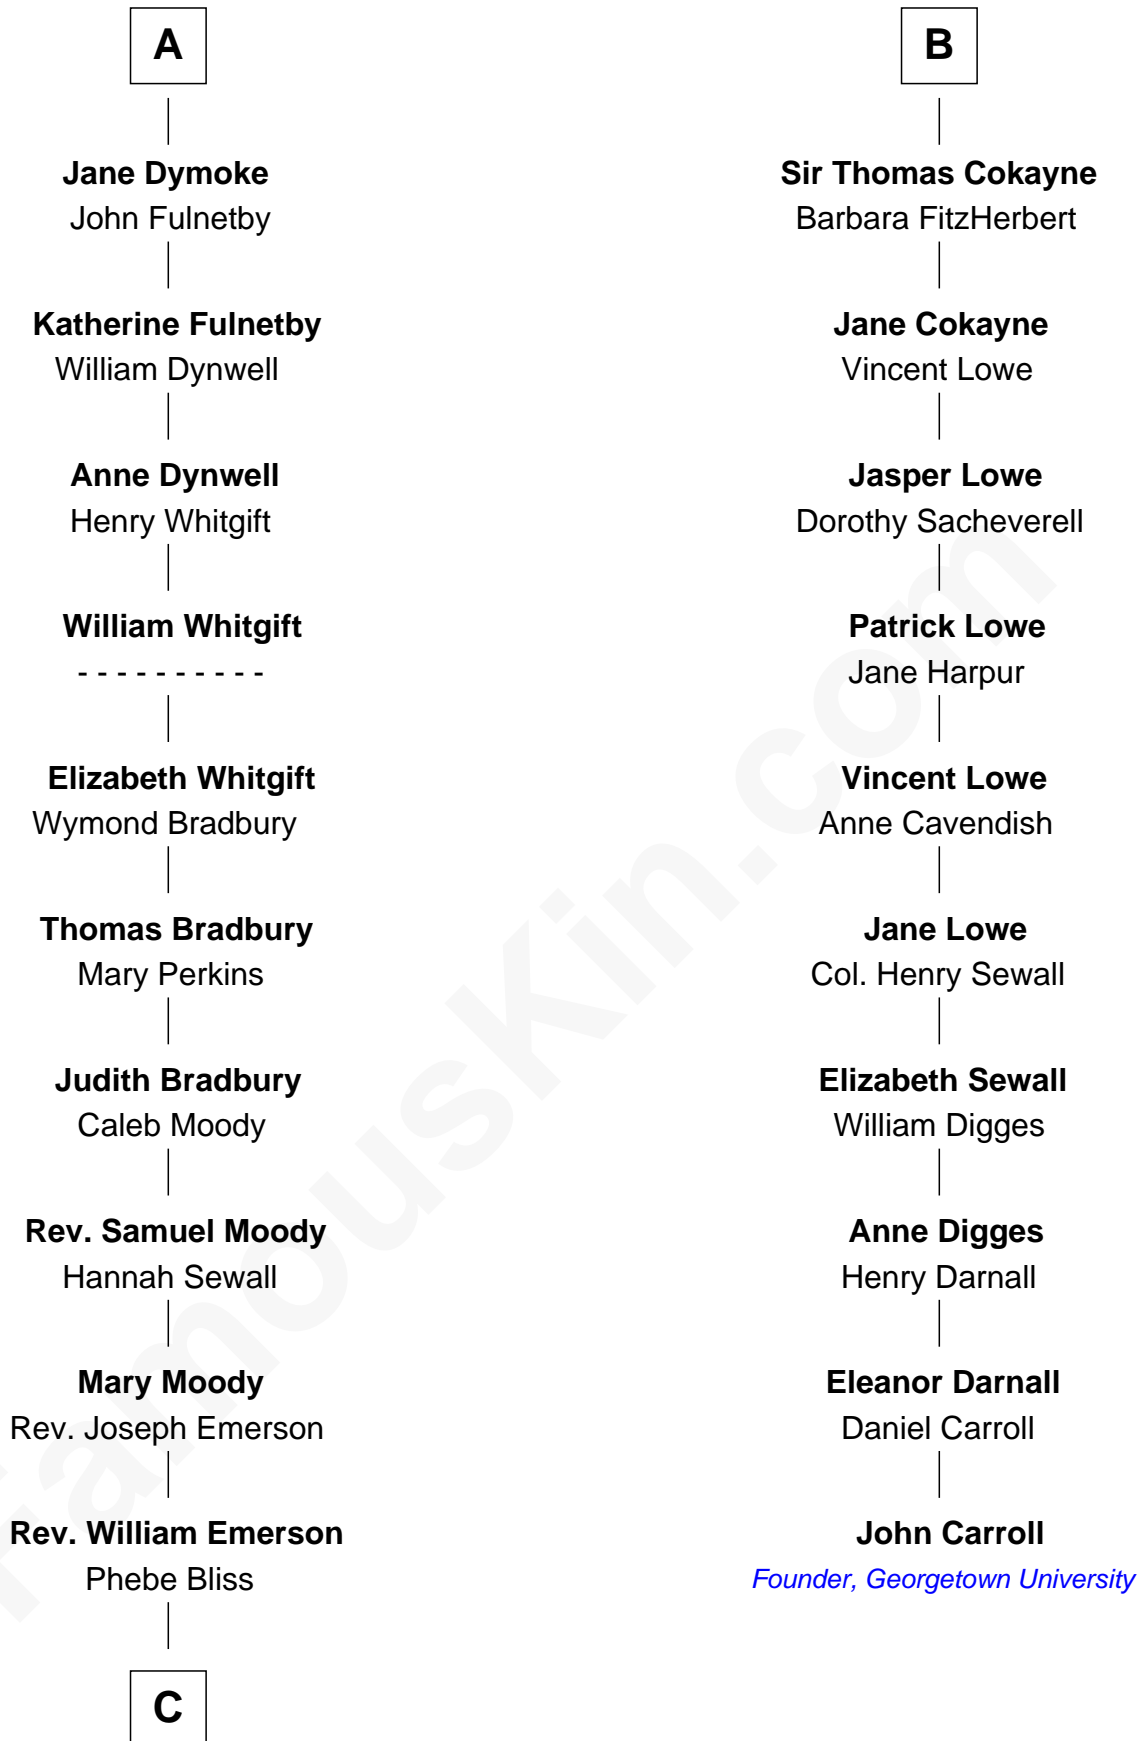 A
Jane Dymoke
John Fulnetby
Katherine Fulnetby
William Dynwell
Anne Dynwell
Henry Whitgift
William Whitgift
- - - - - - - - - -
Elizabeth Whitgift
Wymond Bradbury
Thomas Bradbury
Mary Perkins
Judith Bradbury
Caleb Moody
Rev. Samuel Moody
Hannah Sewall
Mary Moody
Rev. Joseph Emerson
Rev. William Emerson
Phebe Bliss
C
B
Sir Thomas Cokayne
Barbara FitzHerbert
Jane Cokayne
Vincent Lowe
Jasper Lowe
Dorothy Sacheverell
Patrick Lowe
Jane Harpur
Vincent Lowe
Anne Cavendish
Jane Lowe
Col. Henry Sewall
Elizabeth Sewall
William Digges
Anne Digges
Henry Darnall
Eleanor Darnall
Daniel Carroll
John Carroll
Founder, Georgetown University
FamousKin.com